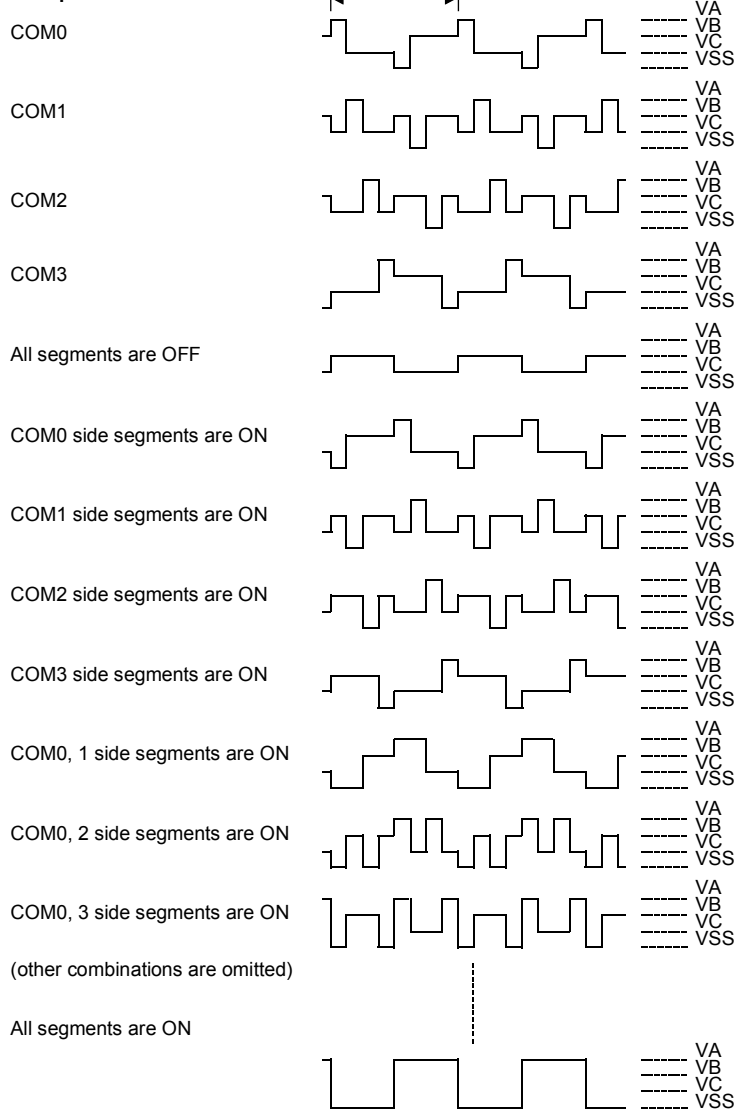 COM0
VA
VB
VC
VSS
COM1
VA
VB
VC
VSS
COM2
VA
VB
VC
VSS
COM3
VA
VB
VC
VSS
All segments are OFF
VA
VB
VC
VSS
COM0 side segments are ON
VA
VB
VC
VSS
COM1 side segments are ON
VA
VB
VC
VSS
COM2 side segments are ON
VA
VB
VC
VSS
COM3 side segments are ON
VA
VB
VC
VSS
COM0, 1 side segments are ON
VA
VB
VC
VSS
COM0, 2 side segments are ON
VA
VB
VC
VSS
COM0, 3 side segments are ON
VA
VB
VC
VSS
(other combinations are omitted)
All segments are ON
VA
VB
VC
VSS